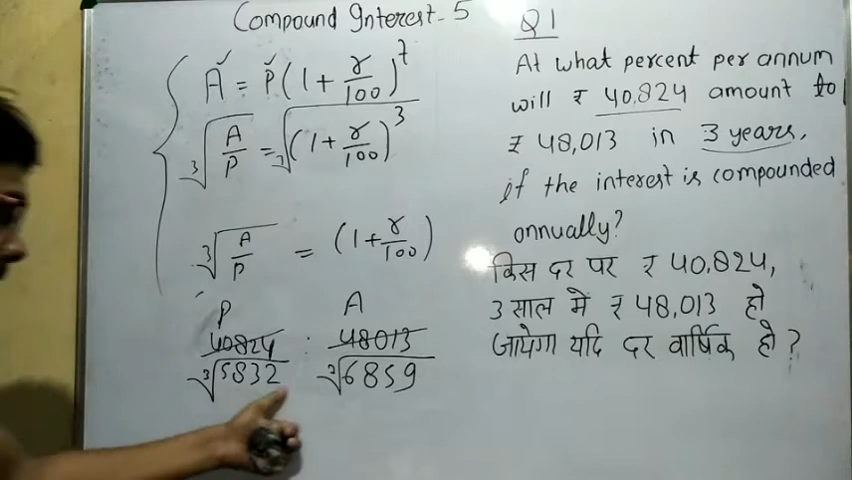 Compound Interest-5
A = P(1 + r/100)^t
∛(A/P) = ∛(1 + r/100)^3
∛(A/P) = (1 + r/100)
P A
40824 : 48013
∛5832 ∛6859
Q1
At what percent per annum
will ₹ 40,824 amount to
₹ 48,013 in 3 years,
if the interest is compounded
annually?
किस दर पर ₹ 40,824,
3 साल मे ₹ 48,013 हो
जायेगा यदि दर वार्षिक हो?